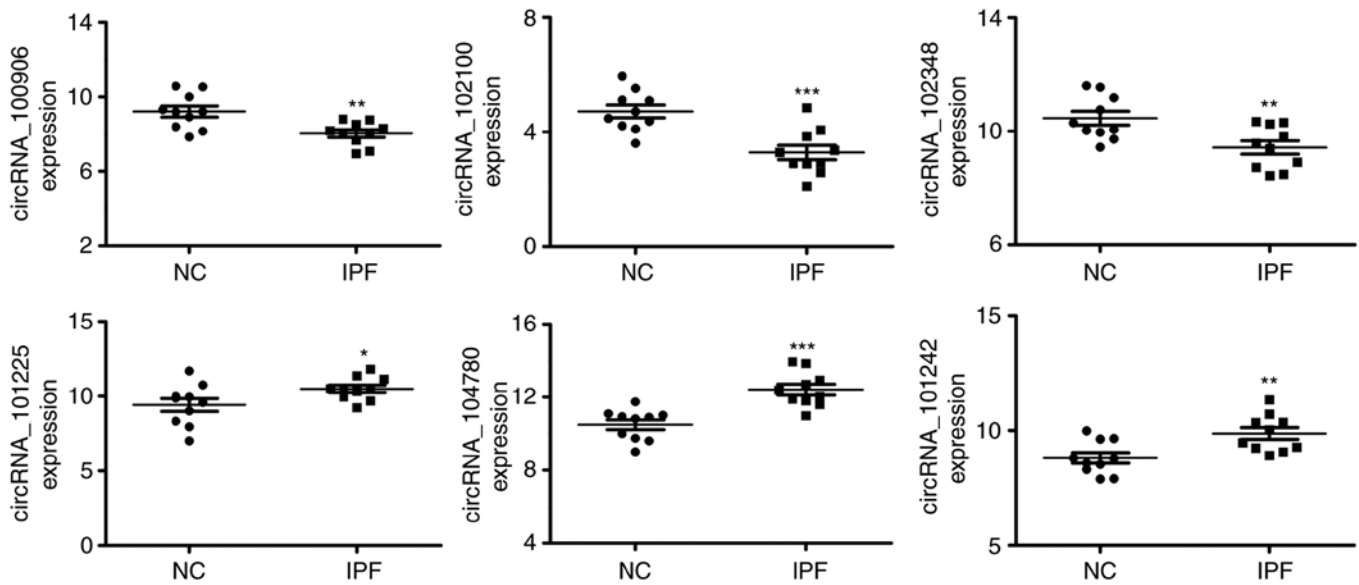 circRNA_100906
expression
14
10
6
2
**
NC
IPF
circRNA_102100
expression
8
4
0
***
NC
IPF
circRNA_102348
expression
14
10
6
**
NC
IPF
circRNA_101225
expression
15
10
5
0
*
NC
IPF
circRNA_104780
expression
16
12
8
4
***
NC
IPF
circRNA_101242
expression
15
10
5
**
NC
IPF